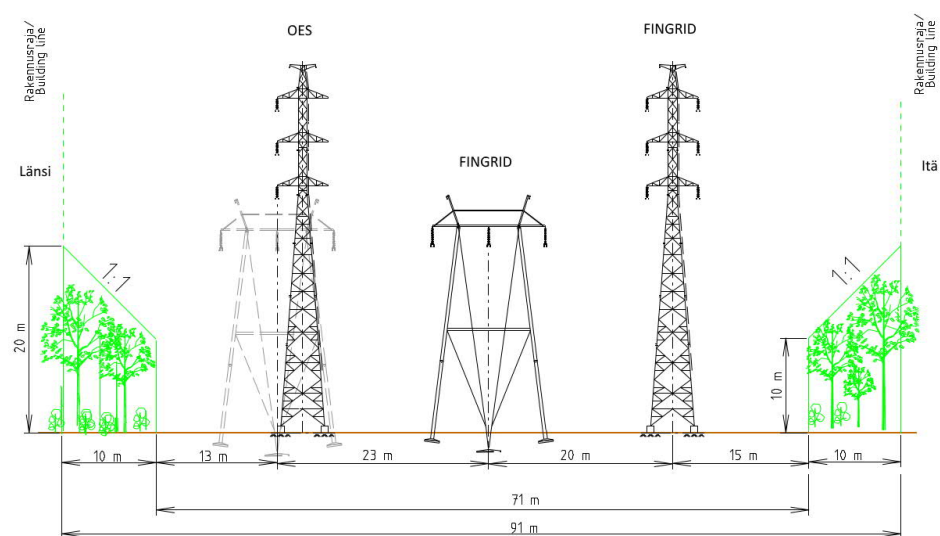 Rakennusraja/
Building line
OES
FINGRID
Rakennusraja/
Building line
Länsi
FINGRID
Itä
1:1
1:1
20 m
10 m
10 m
13 m
23 m
20 m
15 m
10 m
71 m
91 m